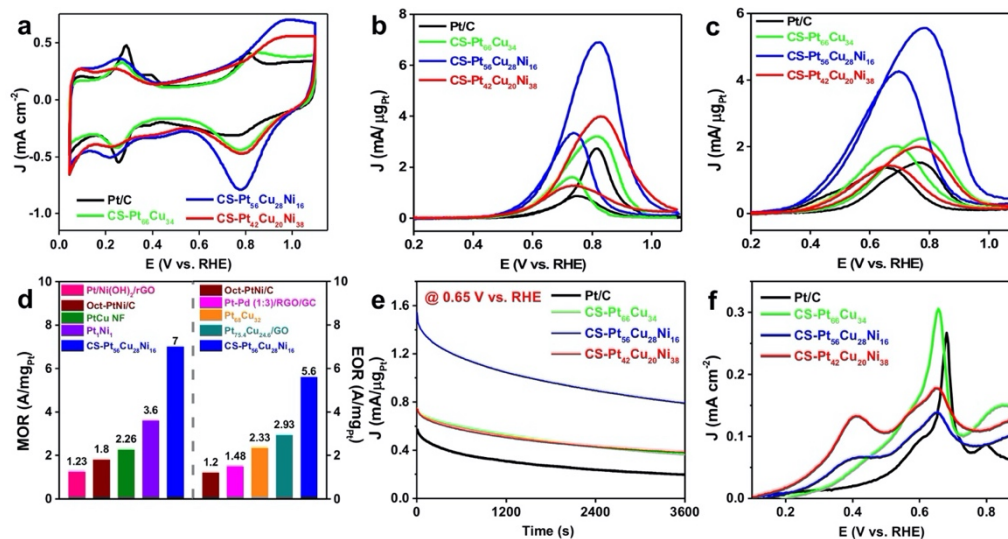 a
Pt/C
CS-Pt₆₆Cu₃₄
CS-Pt₅₆Cu₂₈Ni₁₆
CS-Pt₄₂Cu₂₀Ni₃₈
J (mA cm⁻²)
0.5
0.0
-0.5
-1.0
0.0 0.2 0.4 0.6 0.8 1.0
E (V vs. RHE)
b
Pt/C
CS-Pt₆₆Cu₃₄
CS-Pt₅₆Cu₂₈Ni₁₆
CS-Pt₄₂Cu₂₀Ni₃₈
J (mA/ µgPt)
8
6
4
2
0
0.2 0.4 0.6 0.8 1.0
E (V vs. RHE)
c
Pt/C
CS-Pt₆₆Cu₃₄
CS-Pt₅₆Cu₂₈Ni₁₆
CS-Pt₄₂Cu₂₀Ni₃₈
J (mA/ µgPt)
6
4
2
0
0.2 0.4 0.6 0.8 1.0
E (V vs. RHE)
d
Pt/Ni(OH)₂/rGO
Oct-PtNi/C
PtCu NF
Pt₁Ni₁
CS-Pt₅₆Cu₂₈Ni₁₆
Oct-PtNi/C
Pt-Pd (1:3)/RGO/GC
Pt₆₈Cu₃₂
Pt₇₅.₄Cu₂₄.₆/GO
CS-Pt₅₆Cu₂₈Ni₁₆
MOR (A/mgPt)
10
8
6
4
2
0
1.23 1.8 2.26 3.6 7
1.2 1.48 2.33 2.93 5.6
10
8
6
4
2
0
EOR (A/mgPt)
e
@ 0.65 V vs. RHE
Pt/C
CS-Pt₆₆Cu₃₄
CS-Pt₅₆Cu₂₈Ni₁₆
CS-Pt₄₂Cu₂₀Ni₃₈
J (mA/µgPt)
1.6
1.2
0.8
0.4
0.0
0 1200 2400 3600
Time (s)
f
Pt/C
CS-Pt₆₆Cu₃₄
CS-Pt₅₆Cu₂₈Ni₁₆
CS-Pt₄₂Cu₂₀Ni₃₈
J (mA cm⁻²)
0.3
0.2
0.1
0.0
0.2 0.4 0.6 0.8
E (V vs. RHE)